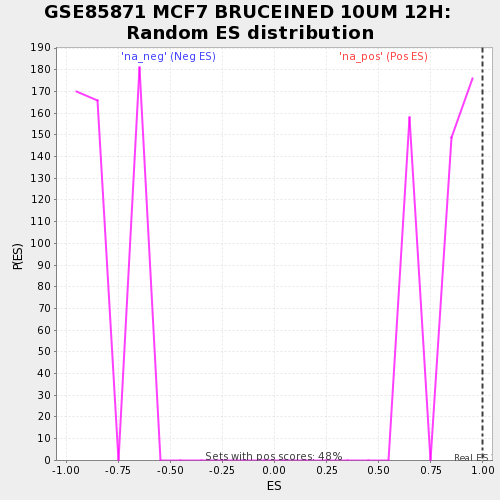 GSE85871 MCF7 BRUCEINED 10UM 12H:
Random ES distribution
'na_neg' (Neg ES)
'na_pos' (Pos ES)
P(ES)
190
180
170
160
150
140
130
120
110
100
90
80
70
60
50
40
30
20
10
0
Sets with pos scores: 48%
Real ES
-1.00 -0.75 -0.50 -0.25 0.00 0.25 0.50 0.75 1.00
ES